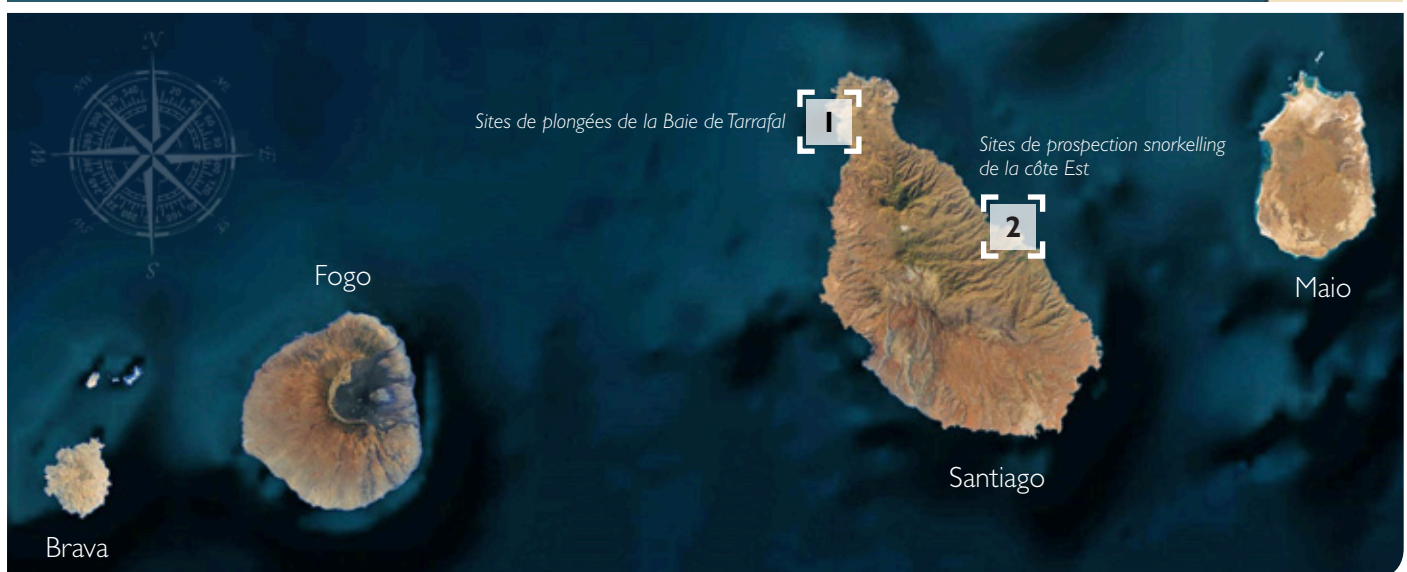 N
E
S
W
Sites de plongées de la Baie de Tarrafal
1
Sites de prospection snorkelling
de la côte Est
2
Fogo
Maio
Santiago
Brava